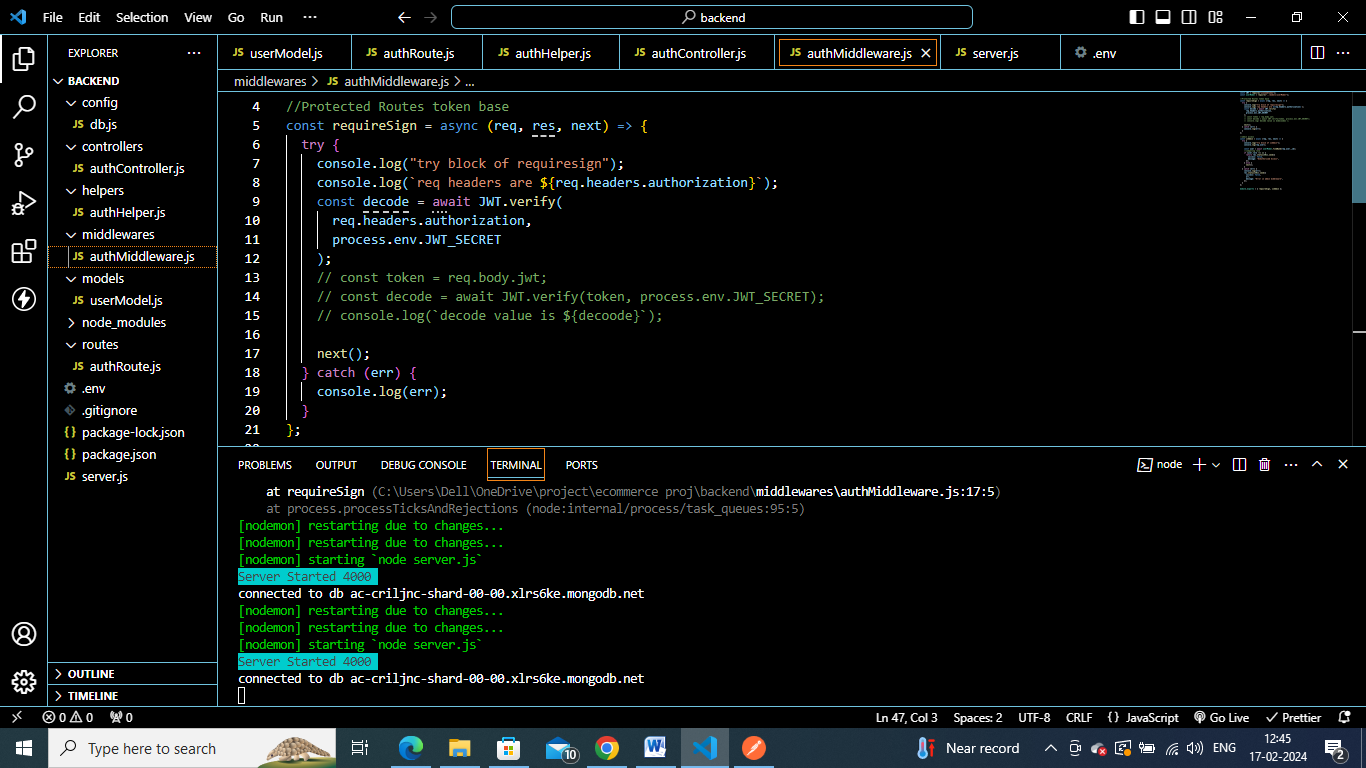 File Edit Selection View Go Run ··· backend
EXPLORER ···
userModel.js authRoute.js authHelper.js authController.js authMiddleware.js server.js .env
BACKEND
config
db.js
controllers
authController.js
helpers
authHelper.js
middlewares
authMiddleware.js
models
userModel.js
node_modules
routes
authRoute.js
.env
.gitignore
package-lock.json
package.json
server.js
OUTLINE
TIMELINE
middlewares > JS authMiddleware.js > ...
4 //Protected Routes token base
5 const requireSign = async (req, res, next) => {
6 try {
7 console.log("try block of requiresign");
8 console.log(`req headers are ${req.headers.authorization}`);
9 const decode = await JWT.verify(
10 req.headers.authorization,
11 process.env.JWT_SECRET
12 );
13 // const token = req.body.jwt;
14 // const decode = await JWT.verify(token, process.env.JWT_SECRET);
15 // console.log(`decode value is ${decoode}`);
16
17 next();
18 } catch (err) {
19 console.log(err);
20 }
21 };
PROBLEMS OUTPUT DEBUG CONSOLE TERMINAL PORTS node
at requireSign (C:\Users\Dell\OneDrive\project\ecommerce proj\backend\middlewares\authMiddleware.js:17:5)
at process.processTicksAndRejections (node:internal/process/task_queues:95:5)
[nodemon] restarting due to changes...
[nodemon] restarting due to changes...
[nodemon] starting `node server.js`
Server Started 4000
connected to db ac-criljnc-shard-00-00.xlrs6ke.mongodb.net
[nodemon] restarting due to changes...
[nodemon] restarting due to changes...
[nodemon] starting `node server.js`
Server Started 4000
connected to db ac-criljnc-shard-00-00.xlrs6ke.mongodb.net
0 0 0 Ln 47, Col 3 Spaces: 2 UTF-8 CRLF {} JavaScript Go Live Prettier
Type here to search 10 Near record ENG 12:45 2
17-02-2024